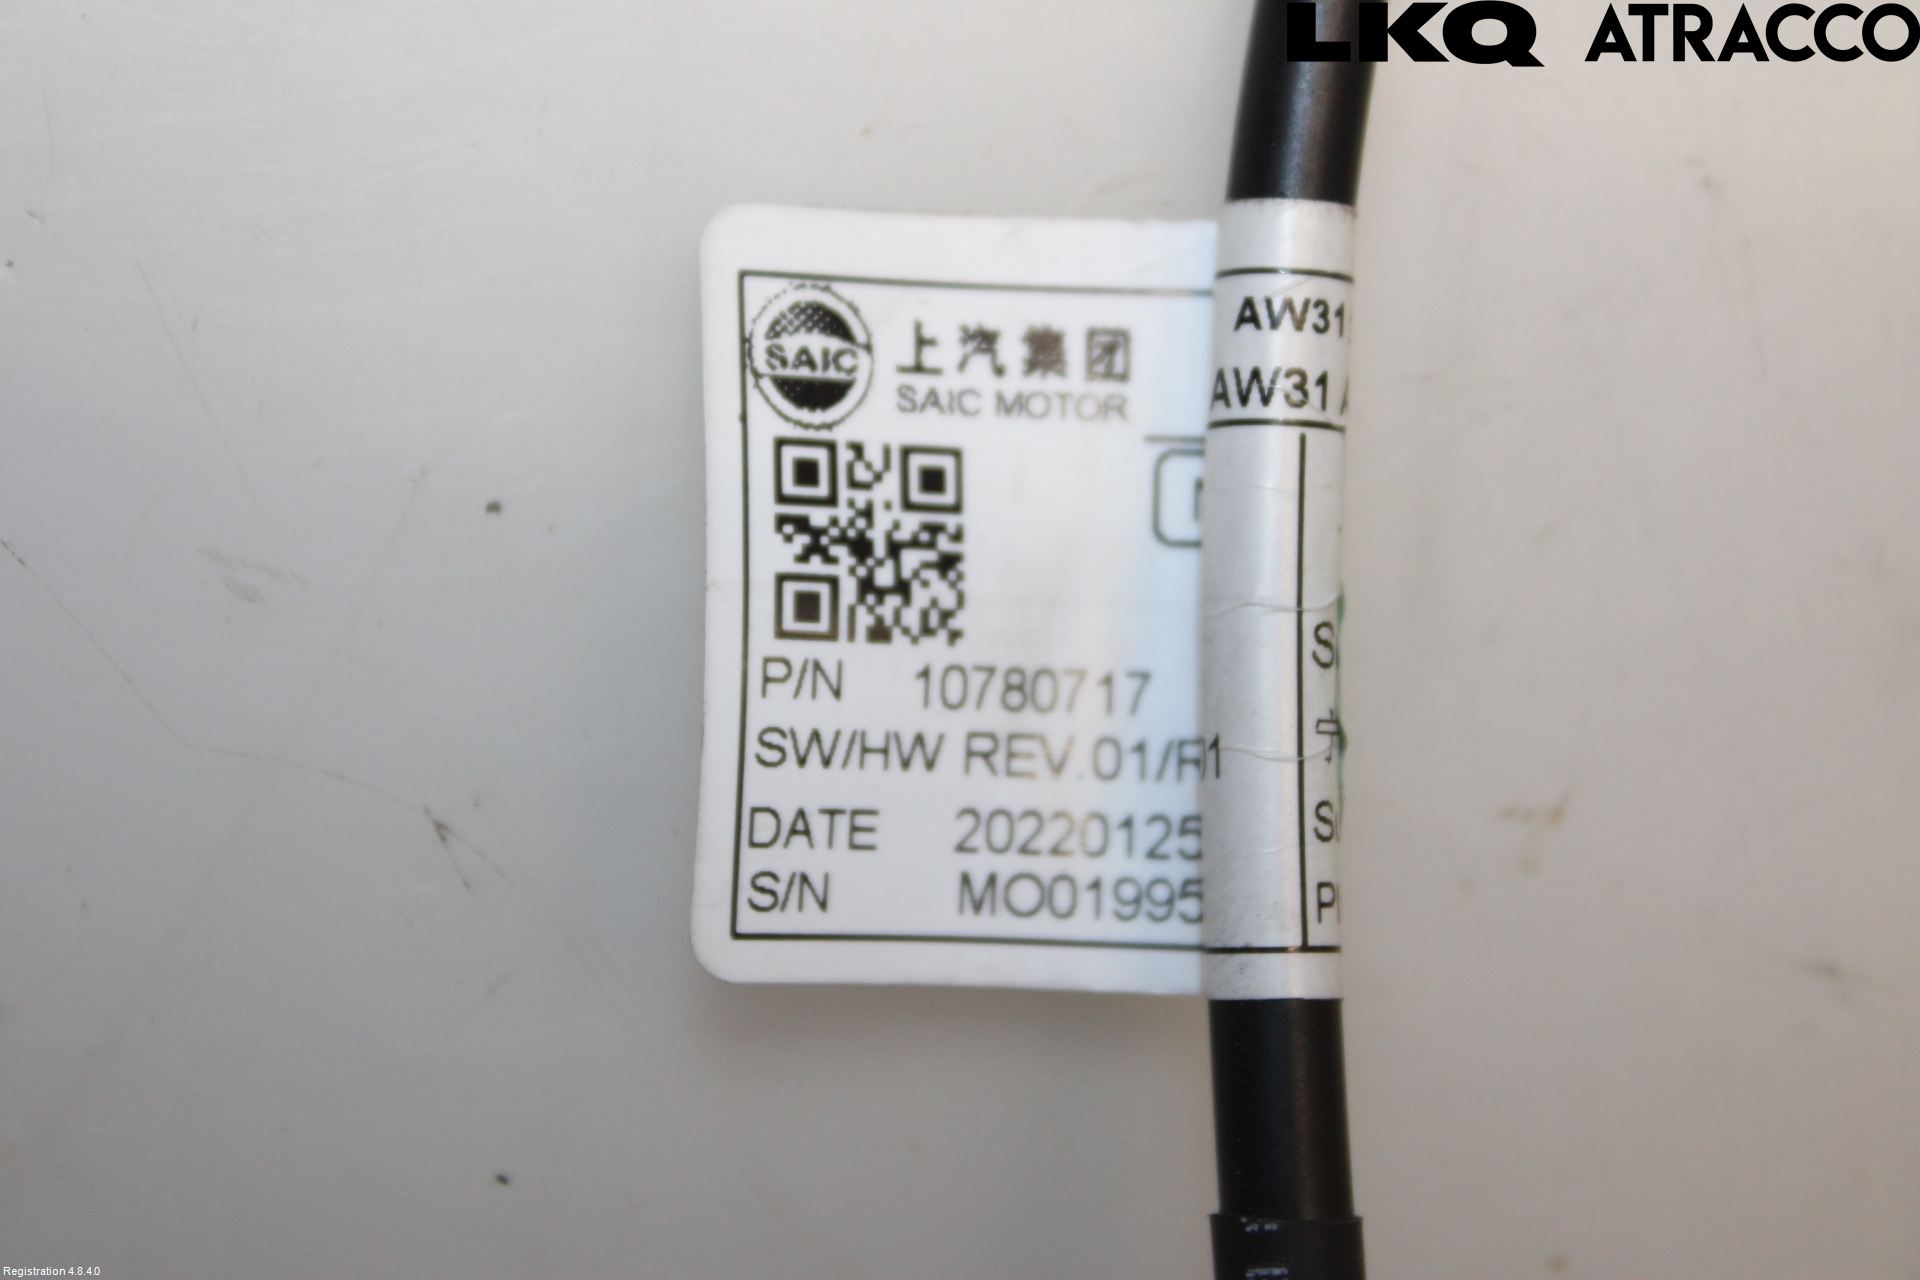 LKQ ATRACCO
SAIC
上汽集团
SAIC MOTOR
AW31
AW31
P/N 10780717
SW/HW REV.01/R01
DATE 20220125
S/N MO01995
Registration 4.8.4.0